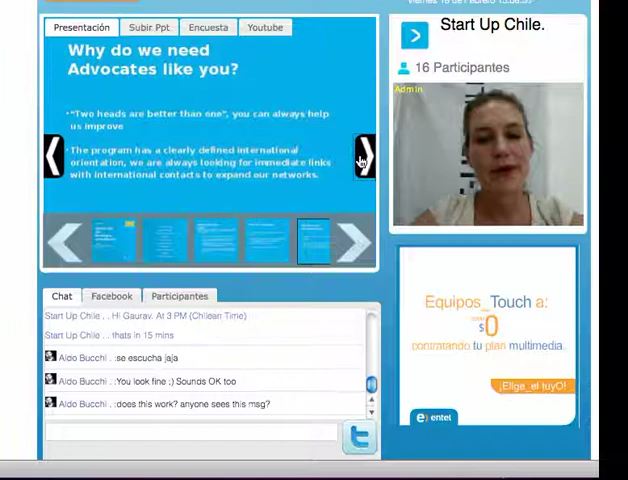 Presentación
Subir Ppt
Encuesta
Youtube
Why do we need
Advocates like you?
"Two heads are better than one", you can always help
us improve
The program has a clearly defined international
orientation, we are always looking for immediate links
with international contacts to expand our networks.
Start Up Chile.
16 Participantes
Admin
Chat
Facebook
Participantes
Start Up Chile . . Hi Gaurav. At 3 PM (Chilean Time)
Start Up Chile . . thats in 15 mins
Aldo Bucchi . :se escucha jaja
Aldo Bucchi . :You look fine ;) Sounds OK too
Aldo Bucchi . :does this work? anyone sees this msg?
Equipos_Touch a:
$0
contratando tu plan multimedia.
¡Elige_el tuyO!
entel